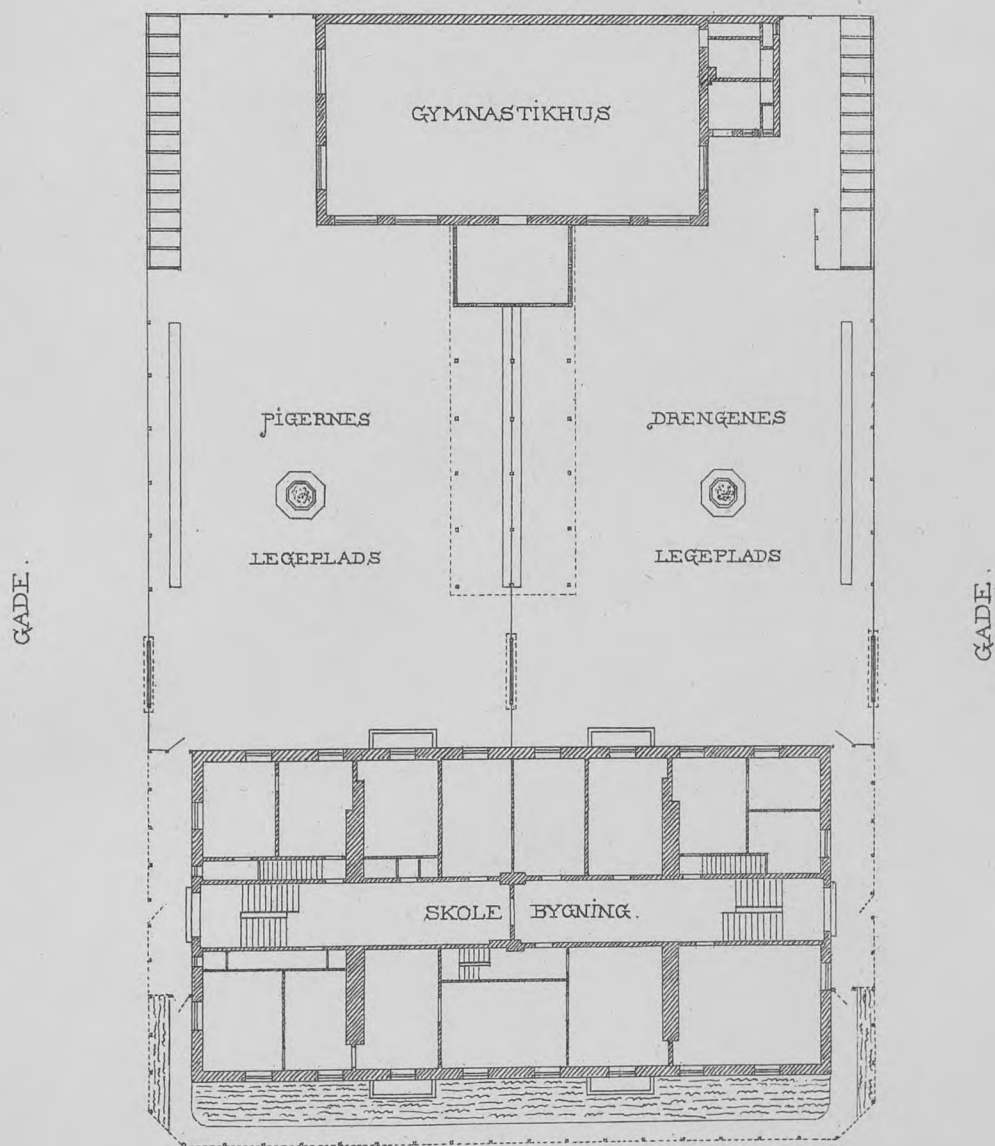 GYMNASTIKHUS
PIGERNES
LEGEPLADS
DRENGENES
LEGEPLADS
GADE.
GADE.
SKOLE BYGNING.